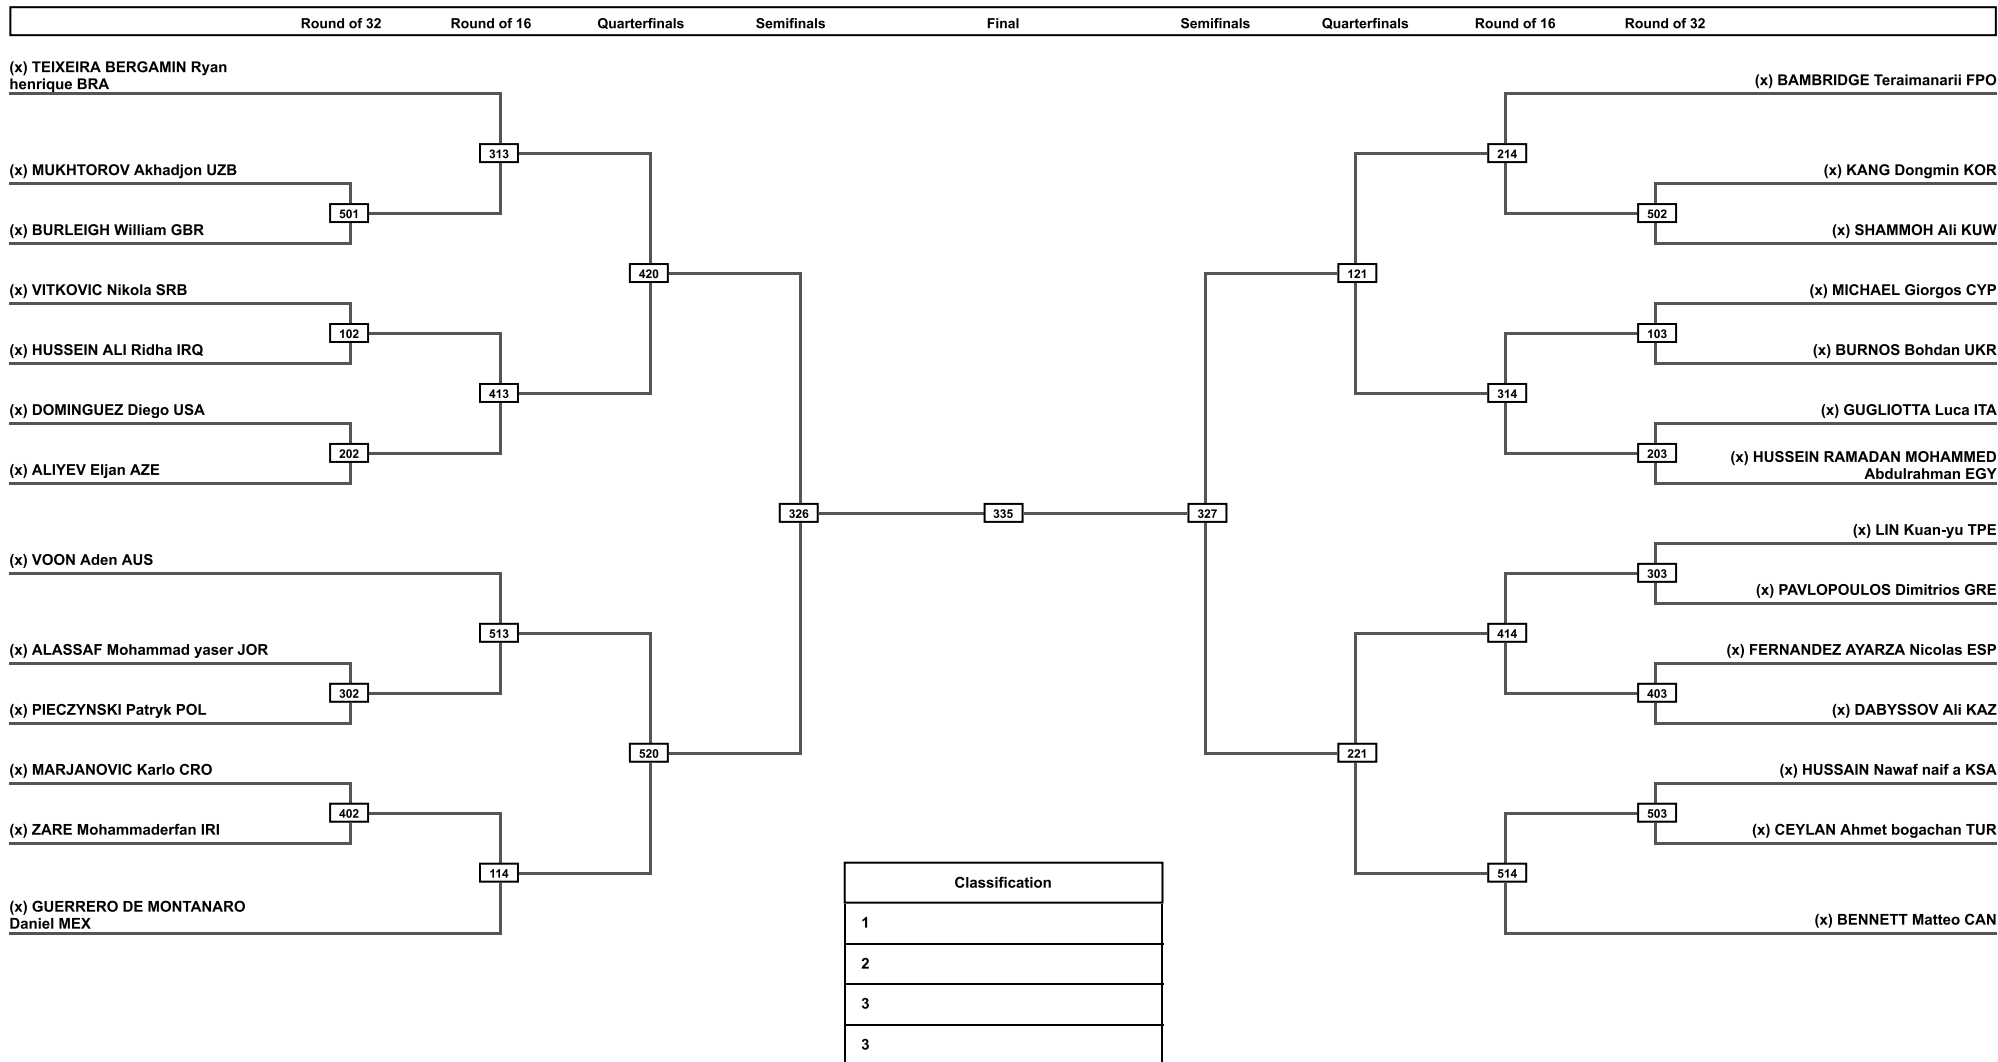 Round of 32 Round of 16 Quarterfinals Semifinals Final Semifinals Quarterfinals Round of 16 Round of 32
(x) TEIXEIRA BERGAMIN Ryan
henrique BRA
(x) BAMBRIDGE Teraimanarii FPO
313
214
(x) MUKHTOROV Akhadjon UZB
(x) KANG Dongmin KOR
501
502
(x) BURLEIGH William GBR
(x) SHAMMOH Ali KUW
420
121
(x) VITKOVIC Nikola SRB
(x) MICHAEL Giorgos CYP
102
103
(x) HUSSEIN ALI Ridha IRQ
(x) BURNOS Bohdan UKR
413
314
(x) DOMINGUEZ Diego USA
(x) GUGLIOTTA Luca ITA
202
203
(x) ALIYEV Eljan AZE
(x) HUSSEIN RAMADAN MOHAMMED
Abdulrahman EGY
326
335
327
(x) LIN Kuan-yu TPE
(x) VOON Aden AUS
303
(x) PAVLOPOULOS Dimitrios GRE
513
414
(x) ALASSAF Mohammad yaser JOR
(x) FERNANDEZ AYARZA Nicolas ESP
302
403
(x) PIECZYNSKI Patryk POL
(x) DABYSSOV Ali KAZ
520
221
(x) MARJANOVIC Karlo CRO
(x) HUSSAIN Nawaf naif a KSA
402
503
(x) ZARE Mohammaderfan IRI
(x) CEYLAN Ahmet bogachan TUR
114
514
(x) GUERRERO DE MONTANARO
Daniel MEX
(x) BENNETT Matteo CAN
Classification
1
2
3
3